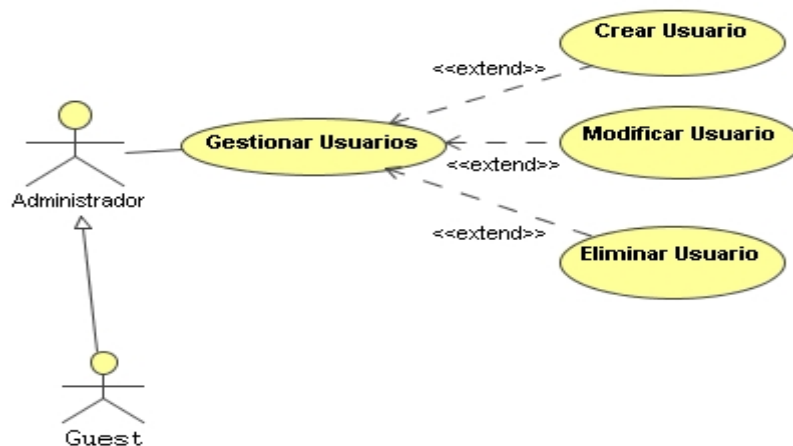 Crear Usuario
<<extend>>
Gestionar Usuarios
Modificar Usuario
<<extend>>
Administrador
<<extend>>
Eliminar Usuario
Guest